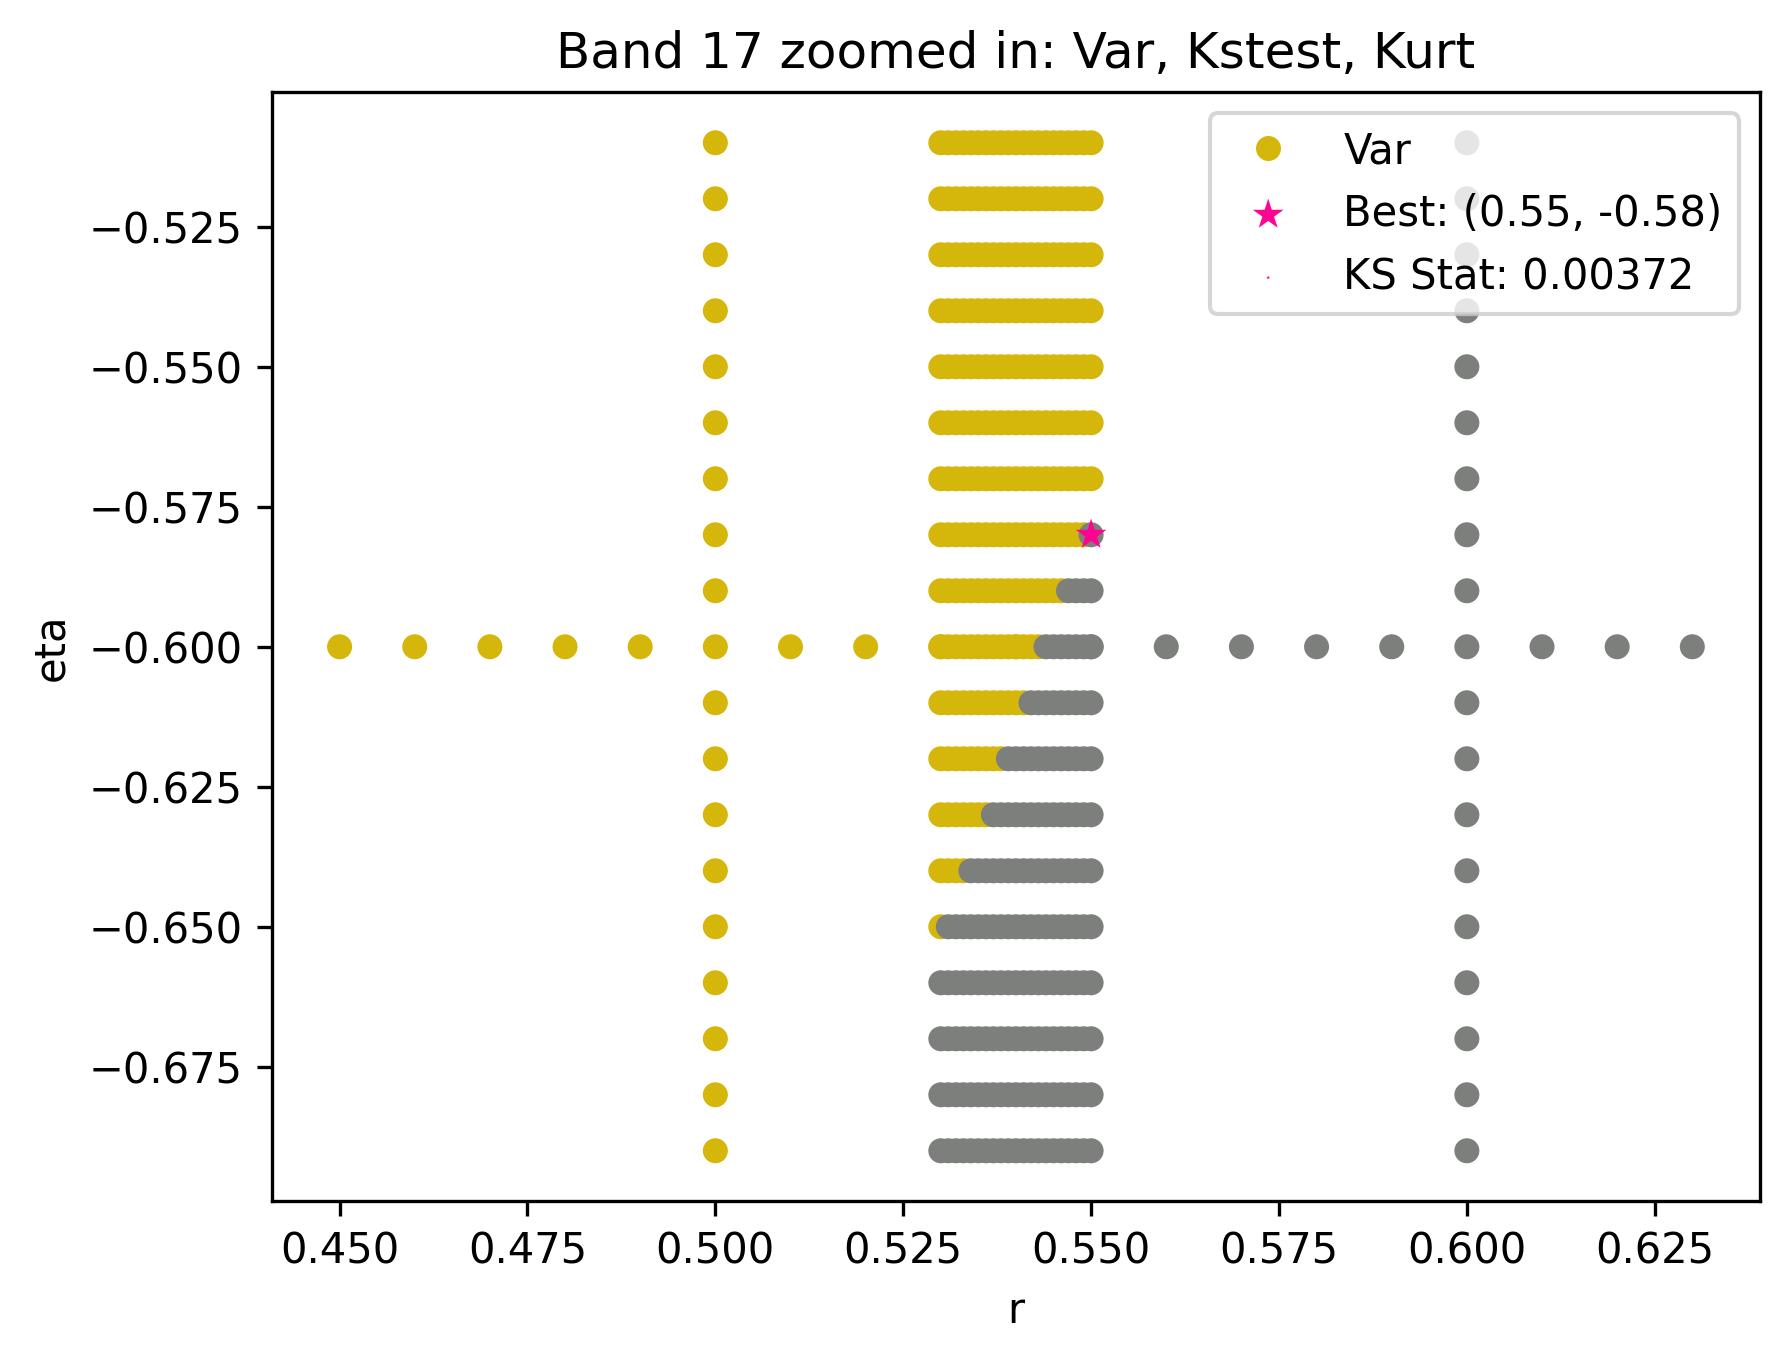 Band 17 zoomed in: Var, Kstest, Kurt
Var
Best: (0.55, -0.58)
KS Stat: 0.00372
eta
−0.525
−0.550
−0.575
−0.600
−0.625
−0.650
−0.675
0.450 0.475 0.500 0.525 0.550 0.575 0.600 0.625
r